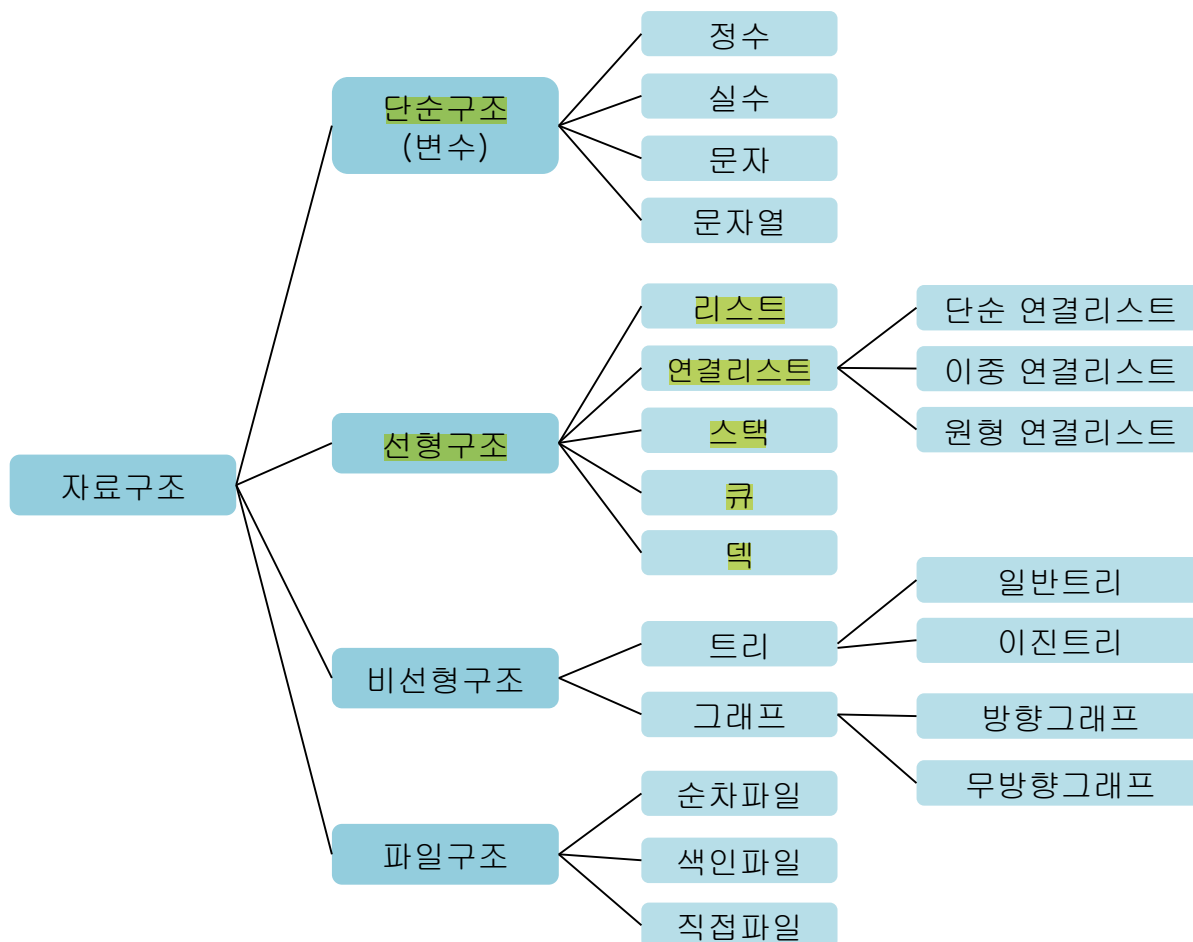 자료구조
단순구조
(변수)
정수
실수
문자
문자열
선형구조
리스트
연결리스트
단순 연결리스트
이중 연결리스트
원형 연결리스트
스택
큐
덱
비선형구조
트리
일반트리
이진트리
그래프
방향그래프
무방향그래프
파일구조
순차파일
색인파일
직접파일